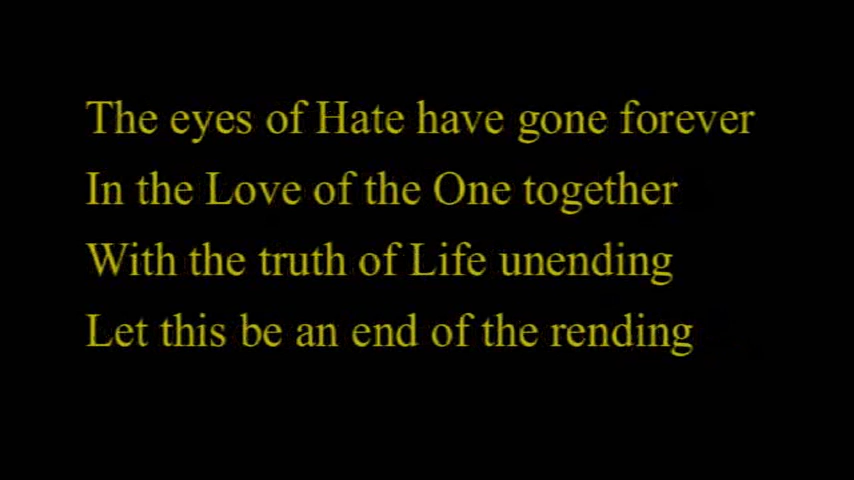 The eyes of Hate have gone forever
In the Love of the One together
With the truth of Life unending
Let this be an end of the rending